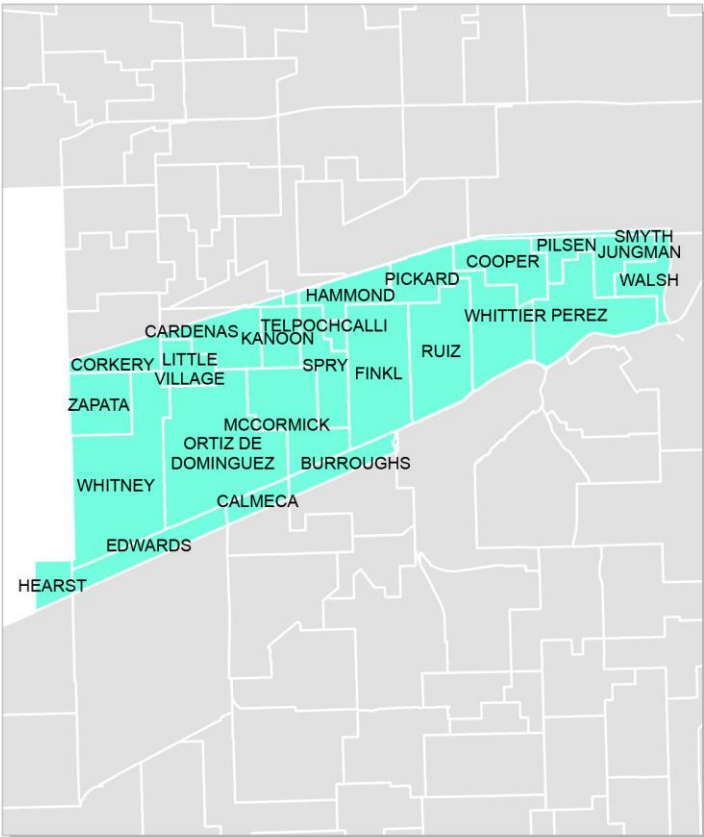 SMYTH
PILSEN
JUNGMAN
COOPER
WALSH
PICKARD
HAMMOND
WHITTIER
PEREZ
CARDENAS
TELPOCHCALLI
KANOON
RUIZ
CORKERY
LITTLE
VILLAGE
SPRY
FINKL
ZAPATA
MCCORMICK
ORTIZ DE
DOMINGUEZ
BURROUGHS
WHITNEY
CALMECA
EDWARDS
HEARST